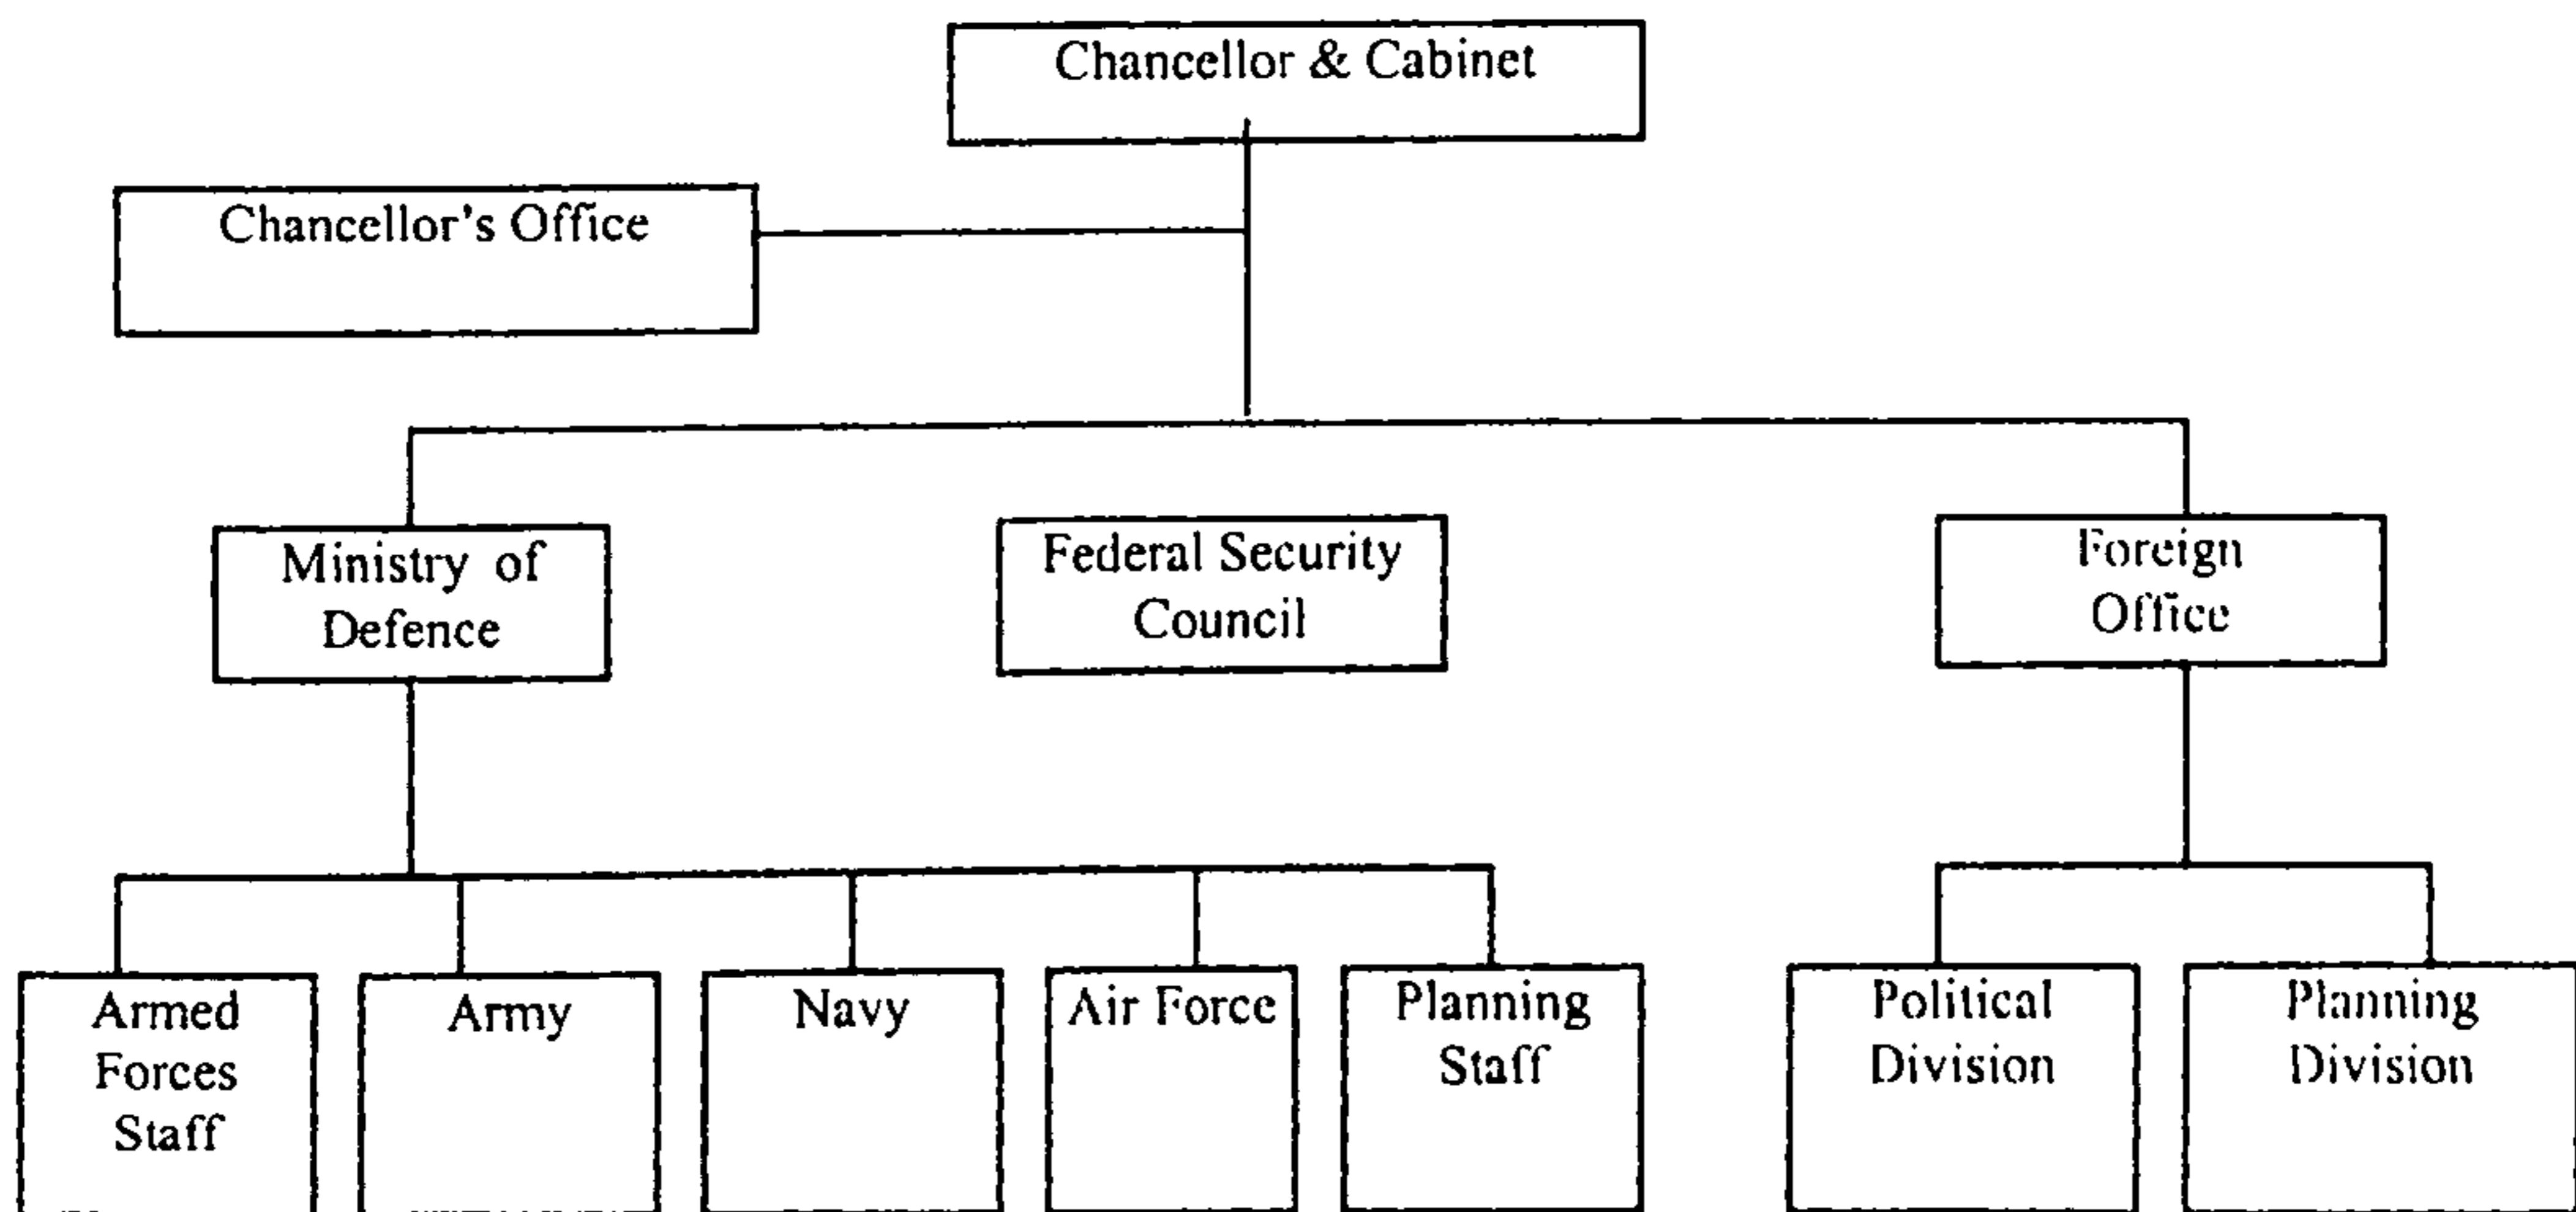 Chancellor & Cabinet
Chancellor's Office
Ministry of
Defence
Federal Security
Council
Foreign
Office
Armed
Forces
Staff
Army
Navy
Air Force
Planning
Staff
Political
Division
Planning
Division